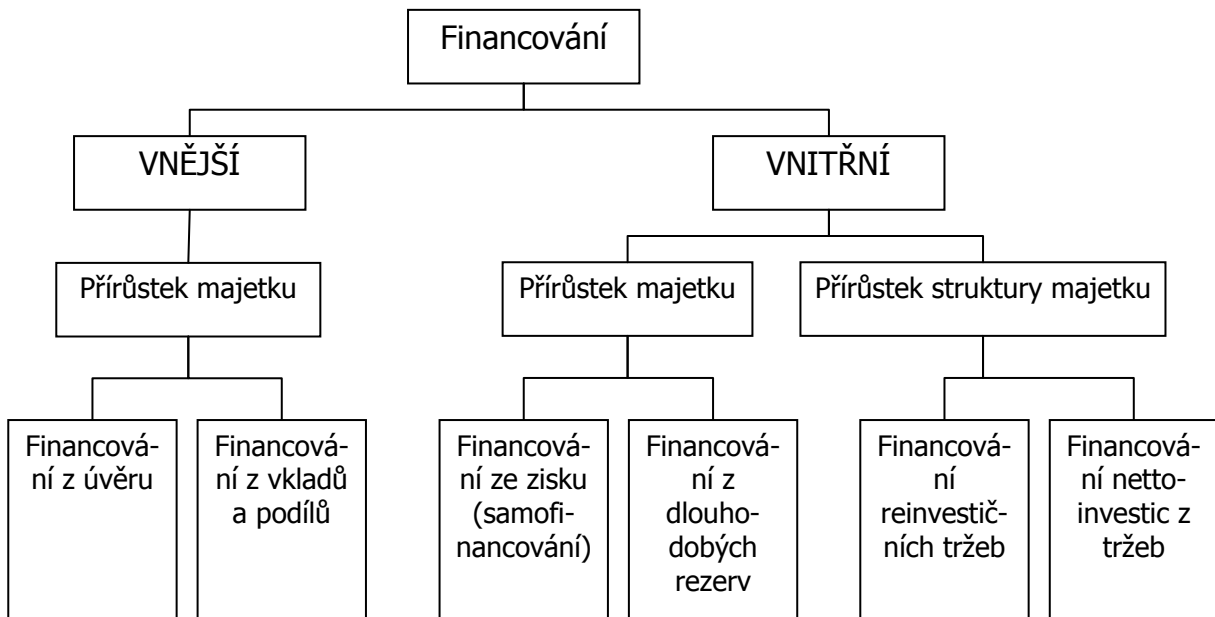 Financování
VNĚJŠÍ
VNITŘNÍ
Přírůstek majetku
Přírůstek majetku
Přírůstek struktury majetku
Financová-
ní z úvěru
Financová-
ní z vkladů
a podílů
Financová-
ní ze zisku
(samofi-
nancování)
Financová-
ní z
dlouho-
dobých
rezerv
Financová-
ní
reinvestič-
ních tržeb
Financová-
ní netto-
investic z
tržeb